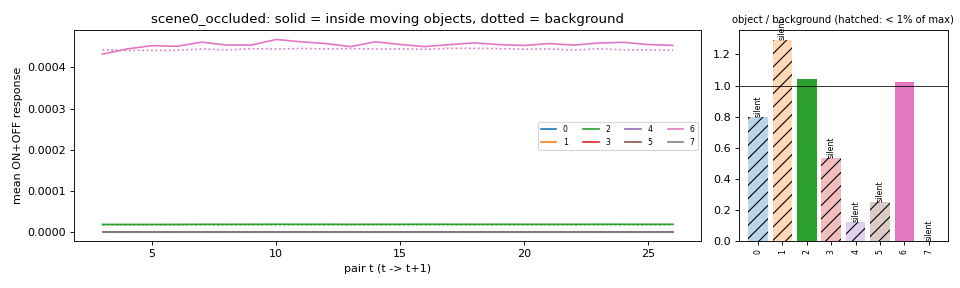 scene0_occluded: solid = inside moving objects, dotted = background
mean ON+OFF response
0.0004
0.0003
0.0002
0.0001
0.0000
0 2 4 6
1 3 5 7
5 10 15 20 25
pair t (t -> t+1)
object / background (hatched: < 1% of max)
1.2
1.0
0.8
0.6
0.4
0.2
0.0
silent
silent
silent
silent
silent
silent
0 1 2 3 4 5 6 7